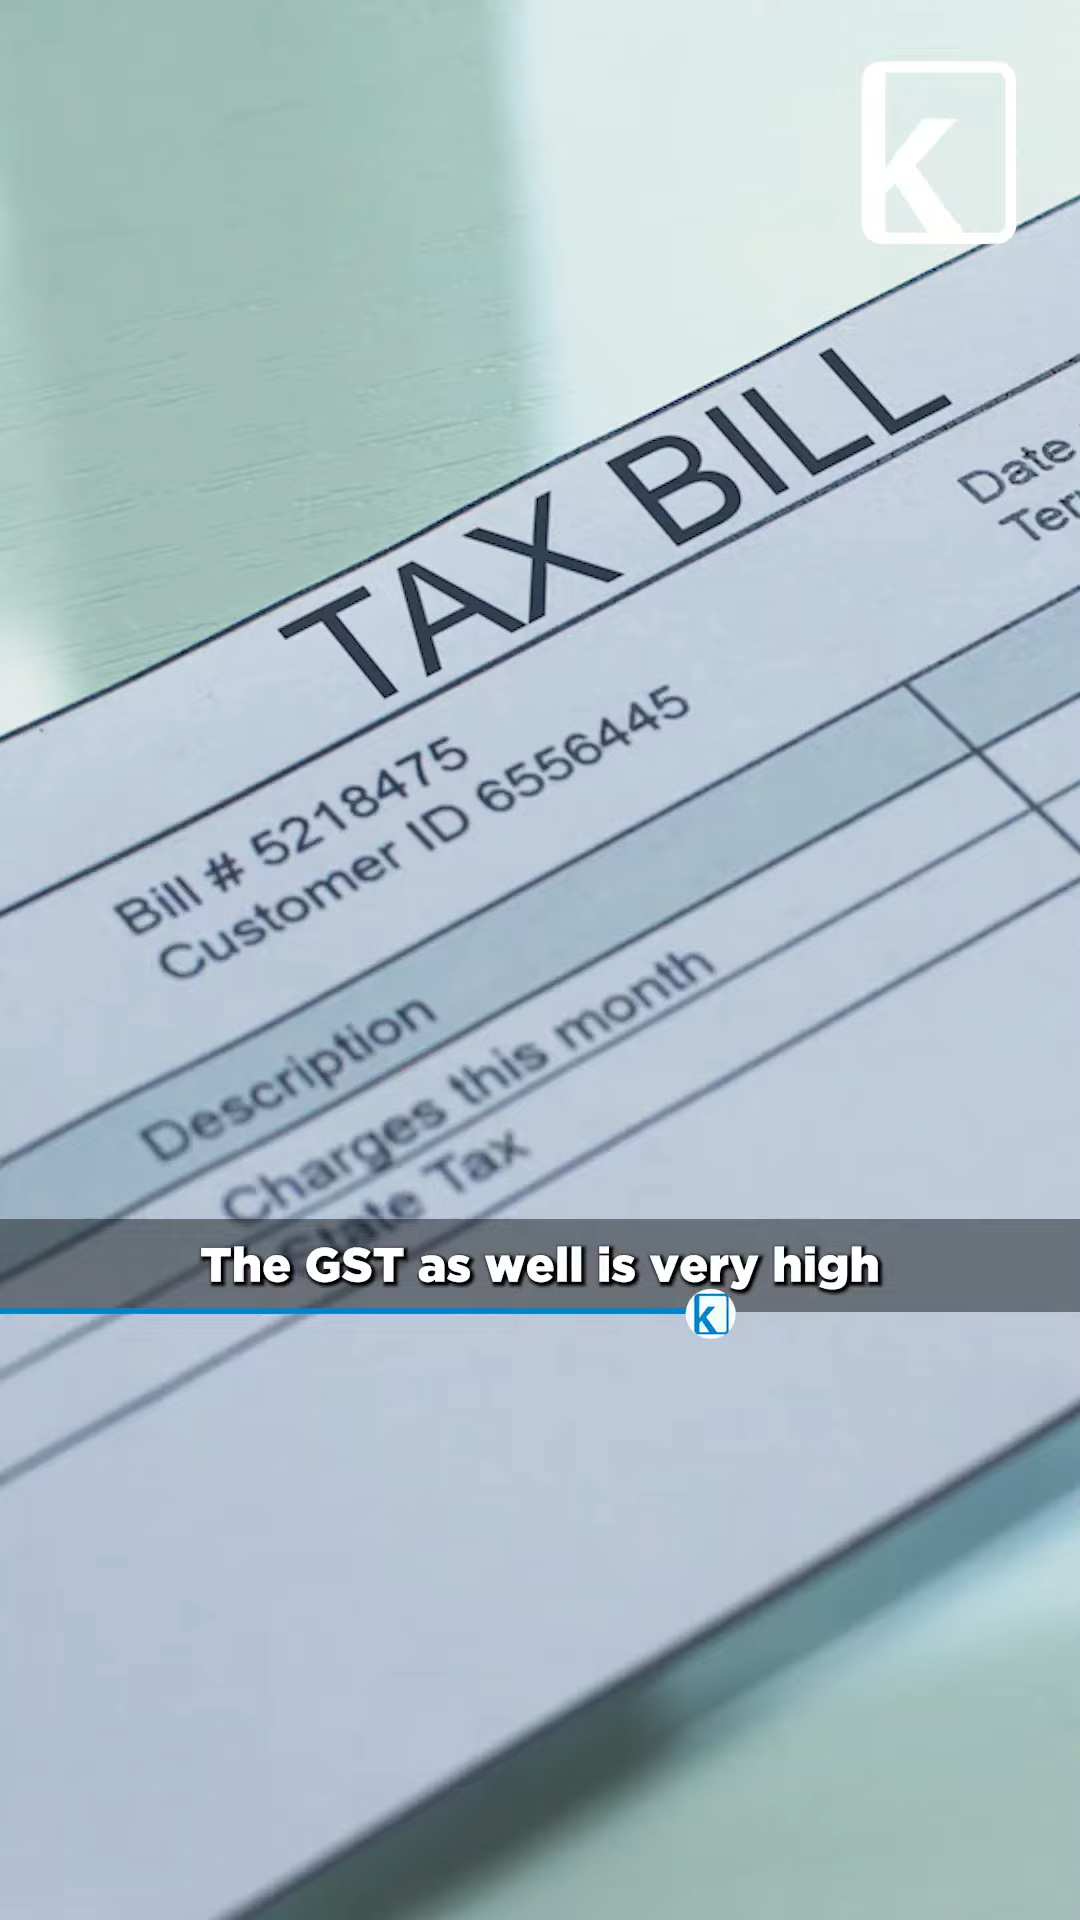 K
TAX BILL
Date
Bill # 5218475
Customer ID 6556445
Description
Charges this month
State Tax
The GST as well is very high
K